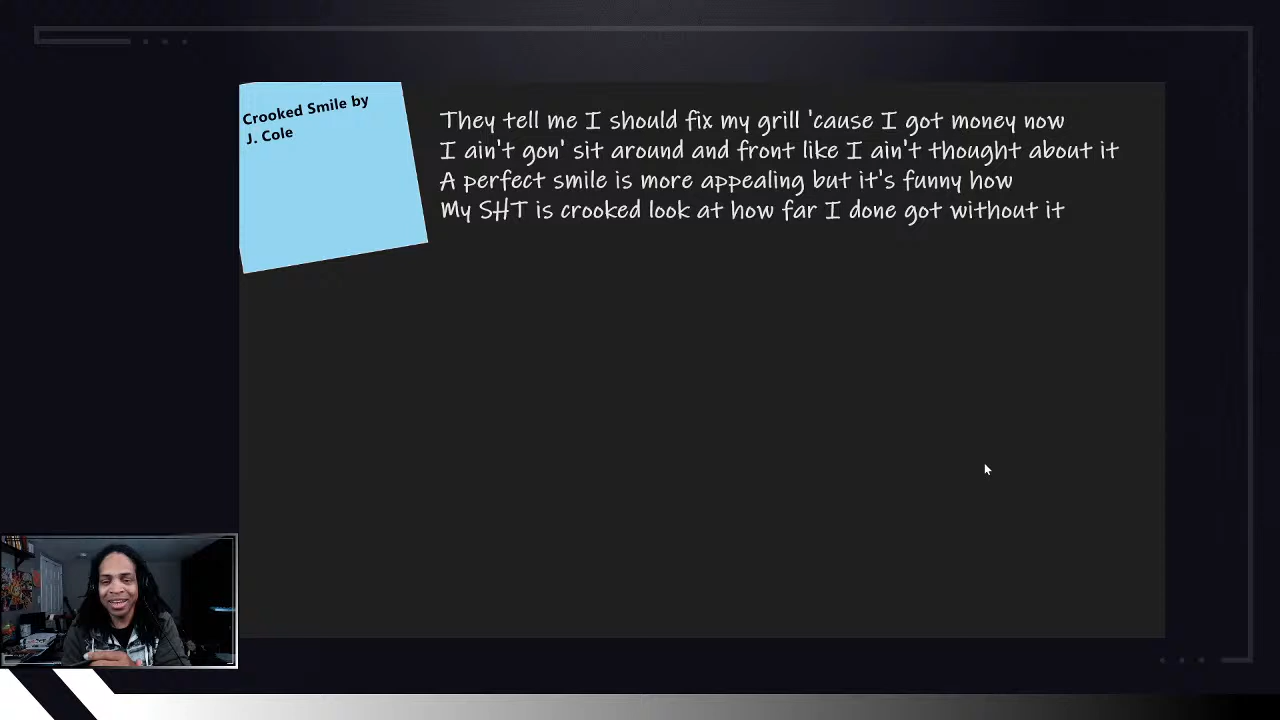 Crooked Smile by
J. Cole
They tell me I should fix my grill 'cause I got money now
I ain't gon' sit around and front like I ain't thought about it
A perfect smile is more appealing but it's funny how
My SHT is crooked look at how far I done got without it